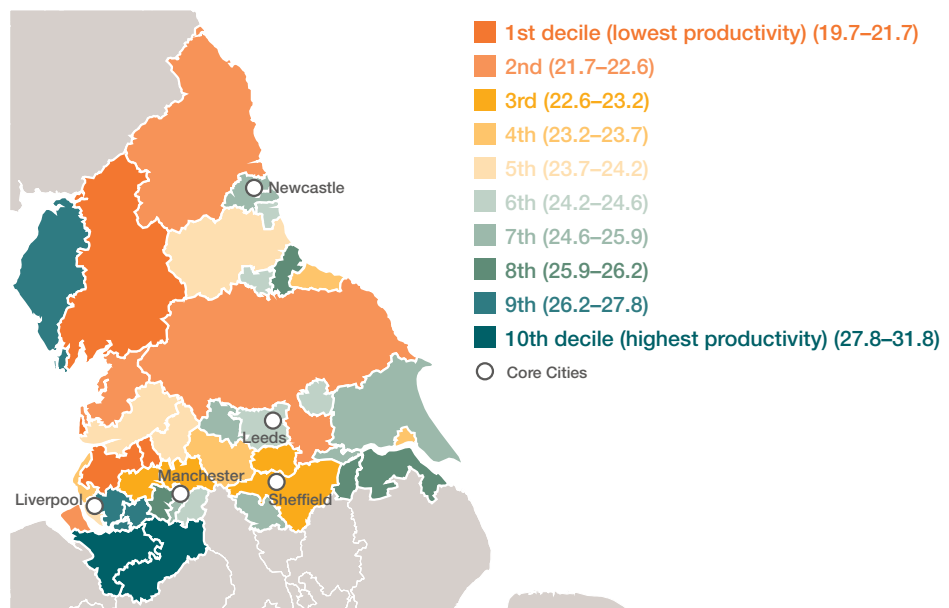 1st decile (lowest productivity) (19.7–21.7)
2nd (21.7–22.6)
3rd (22.6–23.2)
4th (23.2–23.7)
5th (23.7–24.2)
6th (24.2–24.6)
7th (24.6–25.9)
8th (25.9–26.2)
9th (26.2–27.8)
10th decile (highest productivity) (27.8–31.8)
Core Cities
Newcastle
Leeds
Manchester
Liverpool
Sheffield